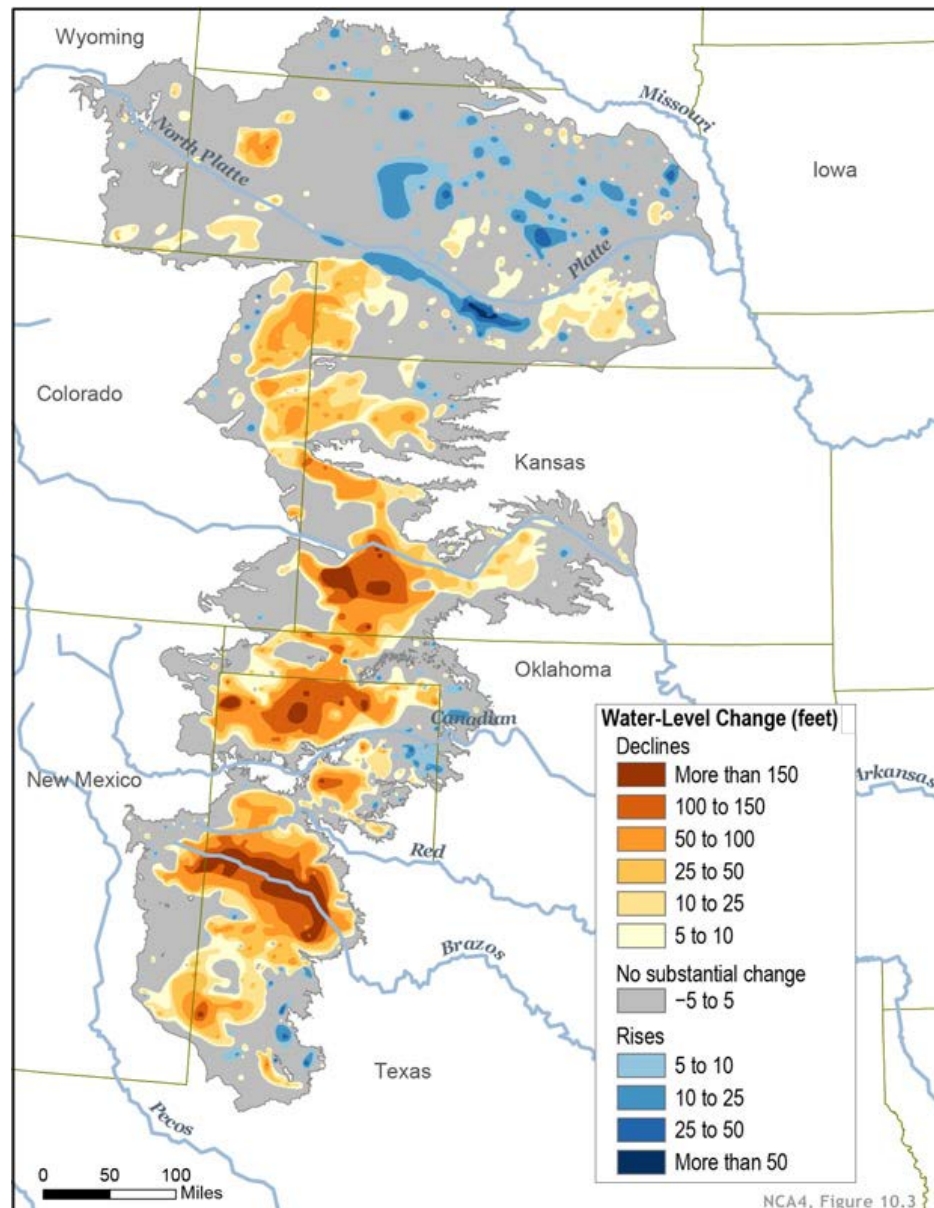 Wyoming
Missouri
North Platte
Iowa
Platte
Colorado
Kansas
Oklahoma
Canadian
New Mexico
Arkansas
Red
Brazos
Texas
Pecos
Water-Level Change (feet)
Declines
More than 150
100 to 150
50 to 100
25 to 50
10 to 25
5 to 10
No substantial change
−5 to 5
Rises
5 to 10
10 to 25
25 to 50
More than 50
0 50 100
Miles
NCA4, Figure 10.3